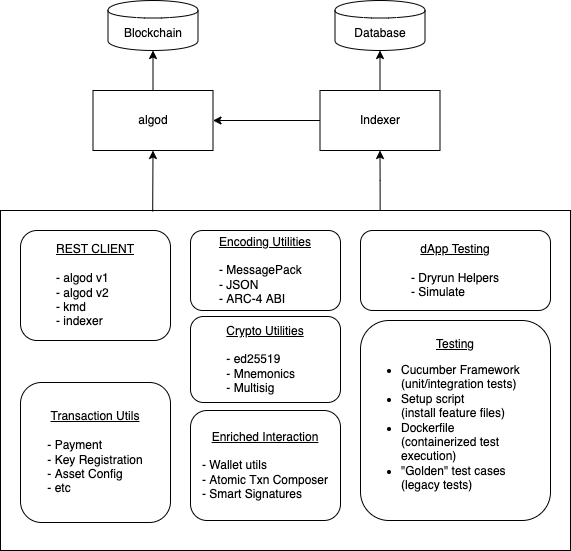 Blockchain
Database
algod
Indexer
REST CLIENT
- algod v1
- algod v2
- kmd
- indexer
Encoding Utilities
- MessagePack
- JSON
- ARC-4 ABI
dApp Testing
- Dryrun Helpers
- Simulate
Crypto Utilities
- ed25519
- Mnemonics
- Multisig
Testing
• Cucumber Framework
(unit/integration tests)
• Setup script
(install feature files)
• Dockerfile
(containerized test
execution)
• "Golden" test cases
(legacy tests)
Transaction Utils
- Payment
- Key Registration
- Asset Config
- etc
Enriched Interaction
- Wallet utils
- Atomic Txn Composer
- Smart Signatures